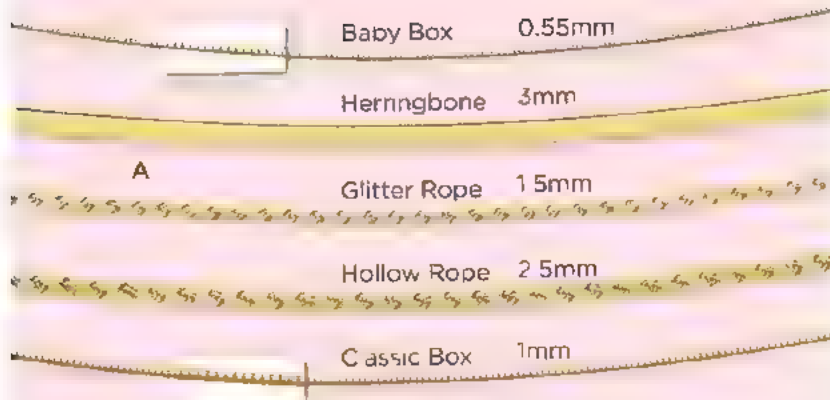 Baby Box 0.55mm
Herringbone 3mm
A
Glitter Rope 1 5mm
Hollow Rope 2 5mm
C assic Box 1mm